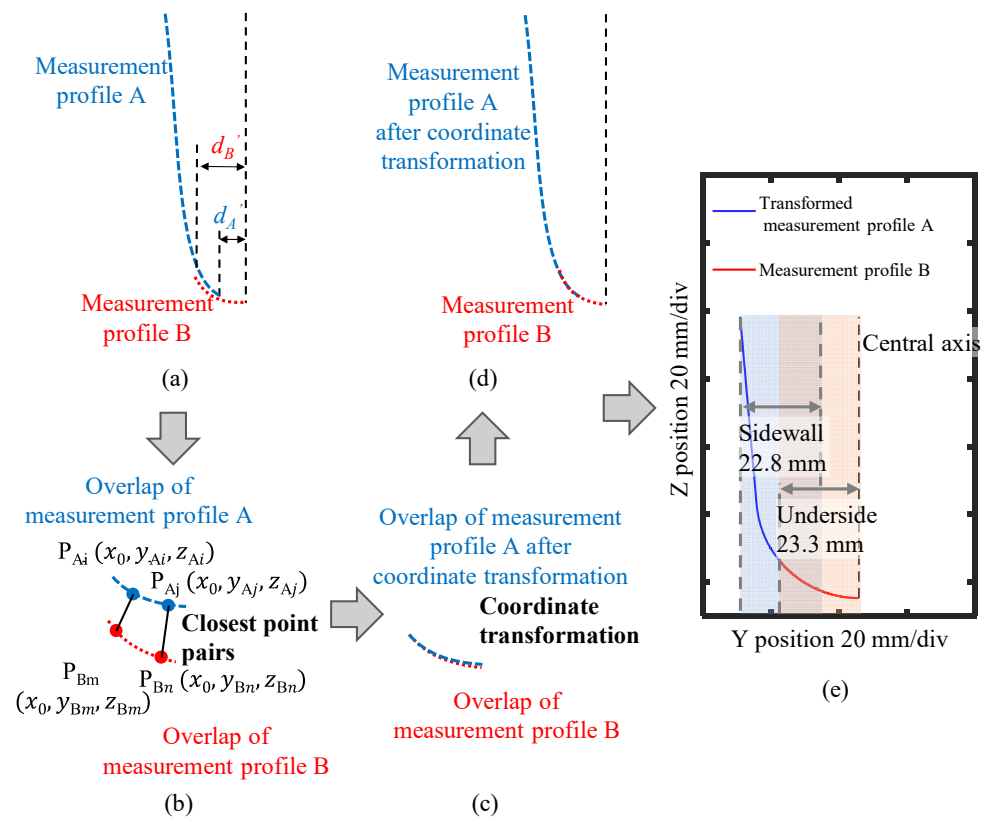 Measurement
profile A
d_B’
d_A’
Measurement
profile B
(a)
Measurement
profile A
after coordinate
transformation
Measurement
profile B
(d)
Overlap of
measurement profile A
P_Ai (x_0, y_Ai, z_Ai)
P_Aj (x_0, y_Aj, z_Aj)
Closest point
pairs
P_Bm
(x_0, y_Bm, z_Bm)
P_Bn (x_0, y_Bn, z_Bn)
Overlap of
measurement profile B
(b)
Overlap of measurement
profile A after
coordinate transformation
Coordinate
transformation
Overlap of
measurement profile B
(c)
Transformed
measurement profile A
Measurement profile B
Central axis
Sidewall
22.8 mm
Underside
23.3 mm
Z position 20 mm/div
Y position 20 mm/div
(e)